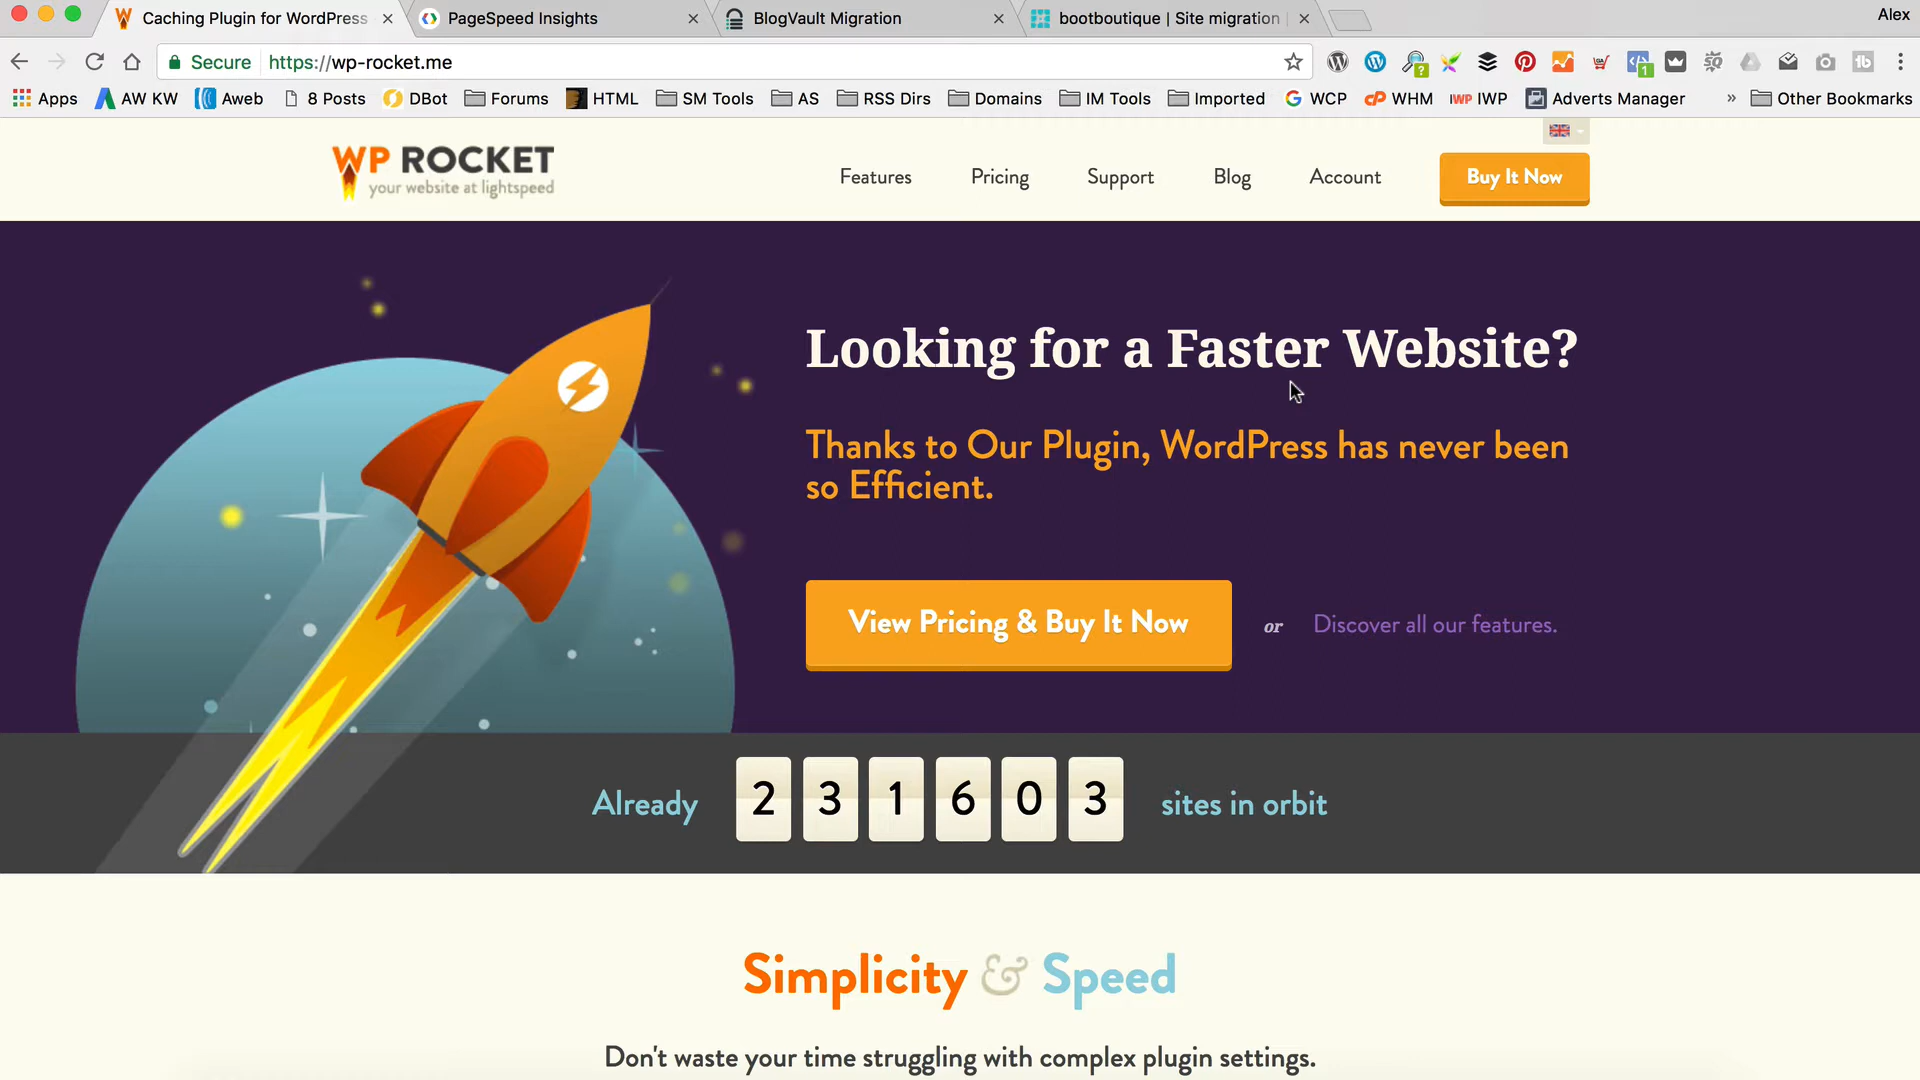 Caching Plugin for WordPress
PageSpeed Insights
BlogVault Migration
bootboutique | Site migration
Alex
Secure
https://wp-rocket.me
Apps
AW KW
Aweb
8 Posts
DBot
Forums
HTML
SM Tools
AS
RSS Dirs
Domains
IM Tools
Imported
WCP
WHM
IWP
Adverts Manager
Other Bookmarks
WP ROCKET
your website at lightspeed
Features
Pricing
Support
Blog
Account
Buy It Now
Looking for a Faster Website?
Thanks to Our Plugin, WordPress has never been
so Efficient.
View Pricing & Buy It Now
or
Discover all our features.
Already 2 3 1 6 0 3 sites in orbit
Simplicity & Speed
Don't waste your time struggling with complex plugin settings.